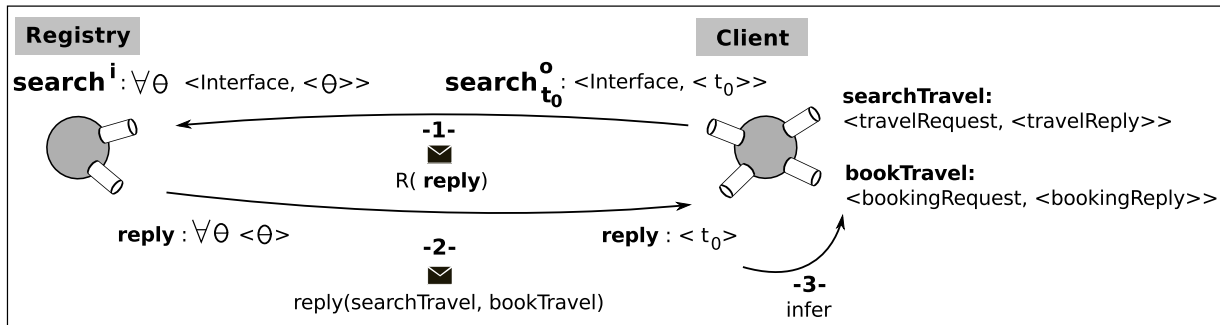 Registry
Client
search^i : ∀θ <Interface, <θ>>
search^o_t0 : <Interface, < t0>>
searchTravel:
<travelRequest, <travelReply>>
-1-
R( reply)
bookTravel:
<bookingRequest, <bookingReply>>
reply : ∀θ <θ>
reply : < t0>
-2-
reply(searchTravel, bookTravel)
-3-
infer